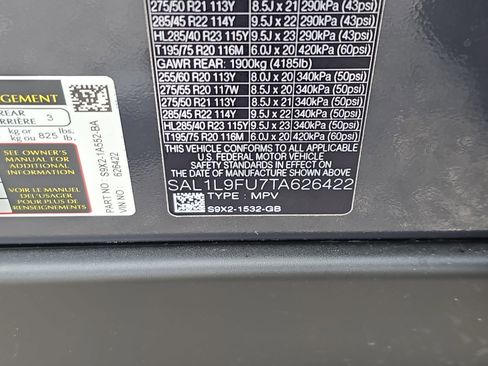 275/50 R21 113Y 8.5J x 21 290kPa (43psi)
285/45 R22 114Y 9.5J x 22 290kPa (43psi)
HL285/40 R23 115Y 9.5J x 23 290kPa (43psi)
T195/75 R20 116M 6.0J x 20 420kPa (60psi)
GAWR REAR: 1900kg (4185lb)
255/60 R20 113Y 8.0J x 20 340kPa (50psi)
255/55 R20 117W 8.0J x 20 340kPa (50psi)
275/50 R21 113Y 8.5J x 21 340kPa (50psi)
285/45 R22 114Y 9.5J x 22 340kPa (50psi)
HL285/40 R23 115Y 9.5J x 23 340kPa (50psi)
T195/75 R20 116M 6.0J x 20 420kPa (60psi)
THIS VEHICLE CONFORMS TO ALL APPLICABLE
U. S. FEDERAL MOTOR VEHICLE
SAFETY STANDARDS IN EFFECT ON
THE DATE OF MANUFACTURE SHOWN ABOVE
SAL1L9FU7TA626422
TYPE : MPV
S9X2-1532-GB
GEMENT
REAR
RRIÈRE 3
kg or
kg ou 825 lbs.
lb.
SEE OWNER'S
MANUAL FOR
ADDITIONAL
INFORMATION
VOIR LE MANUEL
DE L'USAGER
POUR PLUS DE
RENSEIGNEMENTS
PART NO S9X2-1A552-BA
VIN NO 626422